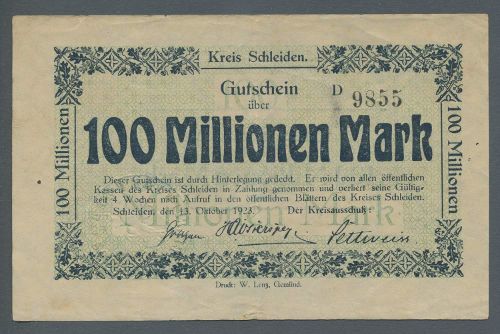 Kreis Schleiden.
Gutschein D 9855
über
100 Millionen Mark
100 Millionen
100 Millionen
Dieser Gutschein ist durch Hinterlegung gedeckt. Er wird von allen öffentlichen
Kassen des Kreises Schleiden in Zahlung genommen und verliert seine Gültig-
keit 4 Wochen nach Aufruf in den öffentlichen Blättern des Kreises Schleiden.
Schleiden, den 13. Oktober 1923. Der Kreisausschuß:
Druck: W. Lenz, Gemünd.